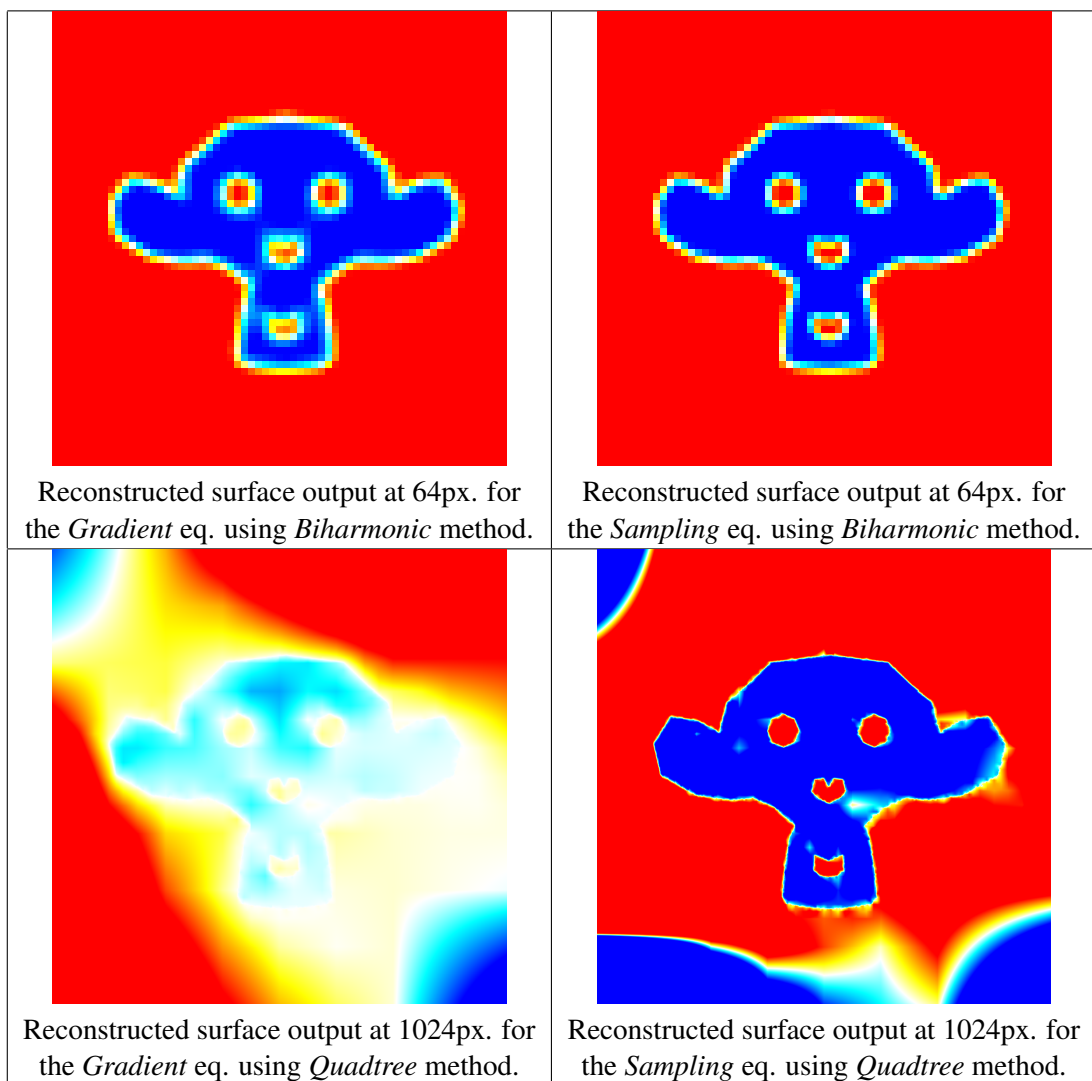 Reconstructed surface output at 64px. for
the Gradient eq. using Biharmonic method.
Reconstructed surface output at 64px. for
the Sampling eq. using Biharmonic method.
Reconstructed surface output at 1024px. for
the Gradient eq. using Quadtree method.
Reconstructed surface output at 1024px. for
the Sampling eq. using Quadtree method.